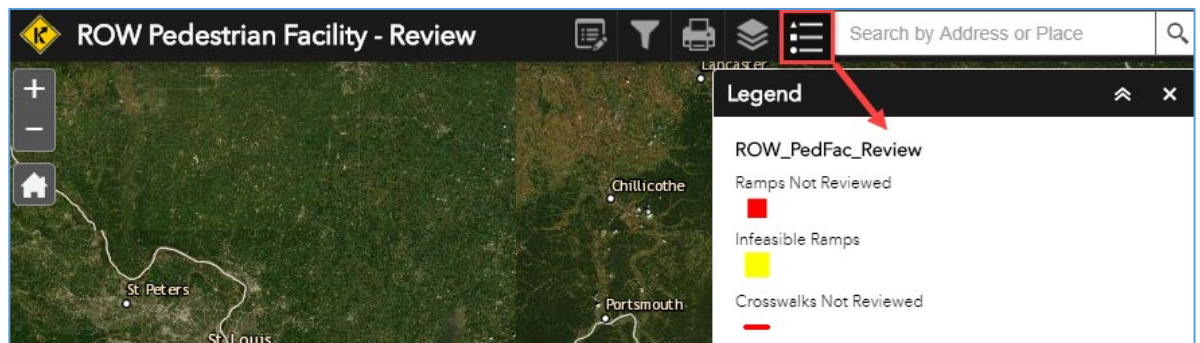 K ROW Pedestrian Facility - Review Search by Address or Place
Lancaster
+
Legend
−
ROW_PedFac_Review
Ramps Not Reviewed
Chillicothe
Infeasible Ramps
St Peters
Crosswalks Not Reviewed
Portsmouth
St Louis